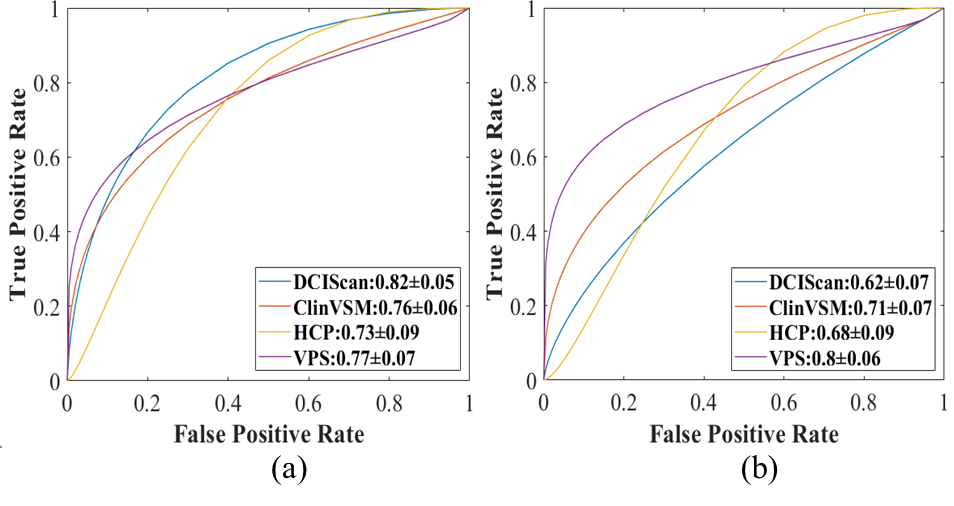 True Positive Rate
1
0.8
0.6
0.4
0.2
0
0
0.2
0.4
0.6
0.8
1
DCIScan:0.82±0.05
ClinVSM:0.76±0.06
HCP:0.73±0.09
VPS:0.77±0.07
False Positive Rate
(a)
True Positive Rate
1
0.8
0.6
0.4
0.2
0
0
0.2
0.4
0.6
0.8
1
DCIScan:0.62±0.07
ClinVSM:0.71±0.07
HCP:0.68±0.09
VPS:0.8±0.06
False Positive Rate
(b)